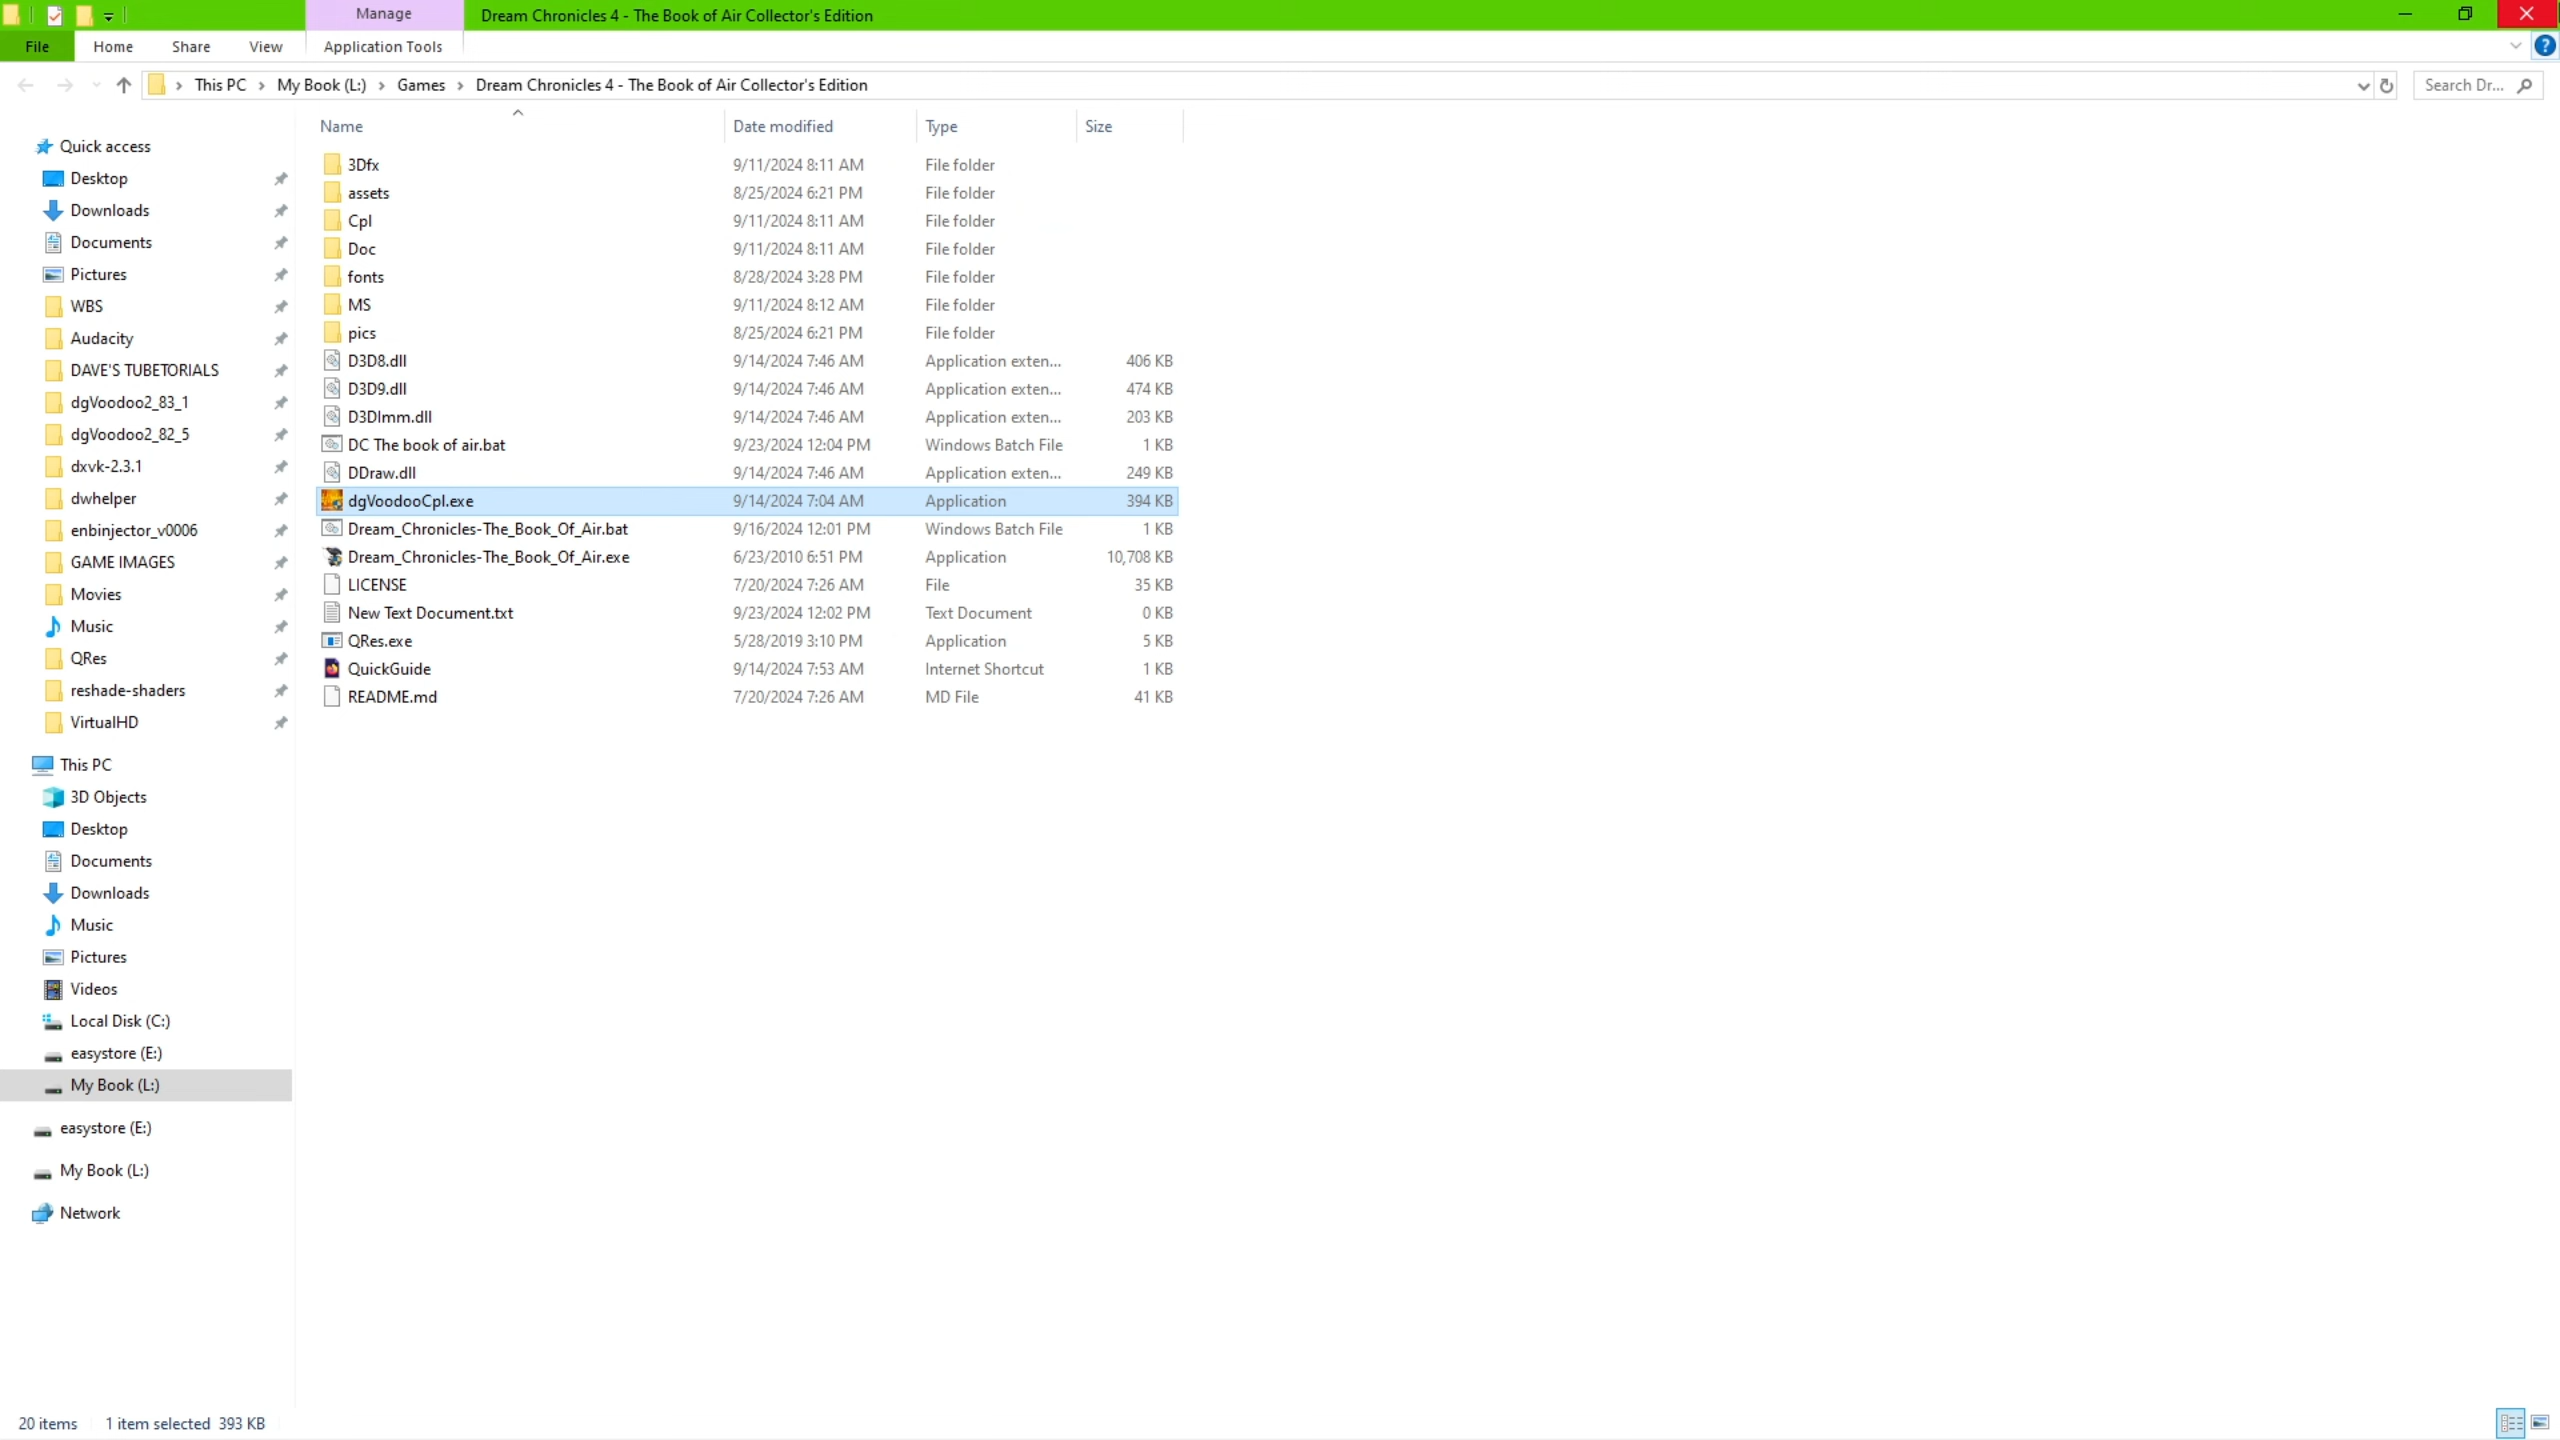 Manage
Dream Chronicles 4 - The Book of Air Collector's Edition
File Home Share View Application Tools
This PC My Book (L:) Games Dream Chronicles 4 - The Book of Air Collector's Edition
Search Dr...
Name Date modified Type Size
Quick access
Desktop
Downloads
Documents
Pictures
WBS
Audacity
DAVE'S TUBETORIALS
dgVoodoo2_83_1
dgVoodoo2_82_5
dxvk-2.3.1
dwhelper
enbinjector_v0006
GAME IMAGES
Movies
Music
QRes
reshade-shaders
VirtualHD
This PC
3D Objects
Desktop
Documents
Downloads
Music
Pictures
Videos
Local Disk (C:)
easystore (E:)
My Book (L:)
easystore (E:)
My Book (L:)
Network
3Dfx 9/11/2024 8:11 AM File folder
assets 8/25/2024 6:21 PM File folder
Cpl 9/11/2024 8:11 AM File folder
Doc 9/11/2024 8:11 AM File folder
fonts 8/28/2024 3:28 PM File folder
MS 9/11/2024 8:12 AM File folder
pics 8/25/2024 6:21 PM File folder
D3D8.dll 9/14/2024 7:46 AM Application exten... 406 KB
D3D9.dll 9/14/2024 7:46 AM Application exten... 474 KB
D3DImm.dll 9/14/2024 7:46 AM Application exten... 203 KB
DC The book of air.bat 9/23/2024 12:04 PM Windows Batch File 1 KB
DDraw.dll 9/14/2024 7:46 AM Application exten... 249 KB
dgVoodooCpl.exe 9/14/2024 7:04 AM Application 394 KB
Dream_Chronicles-The_Book_Of_Air.bat 9/16/2024 12:01 PM Windows Batch File 1 KB
Dream_Chronicles-The_Book_Of_Air.exe 6/23/2010 6:51 PM Application 10,708 KB
LICENSE 7/20/2024 7:26 AM File 35 KB
New Text Document.txt 9/23/2024 12:02 PM Text Document 0 KB
QRes.exe 5/28/2019 3:10 PM Application 5 KB
QuickGuide 9/14/2024 7:53 AM Internet Shortcut 1 KB
README.md 7/20/2024 7:26 AM MD File 41 KB
20 items 1 item selected 393 KB